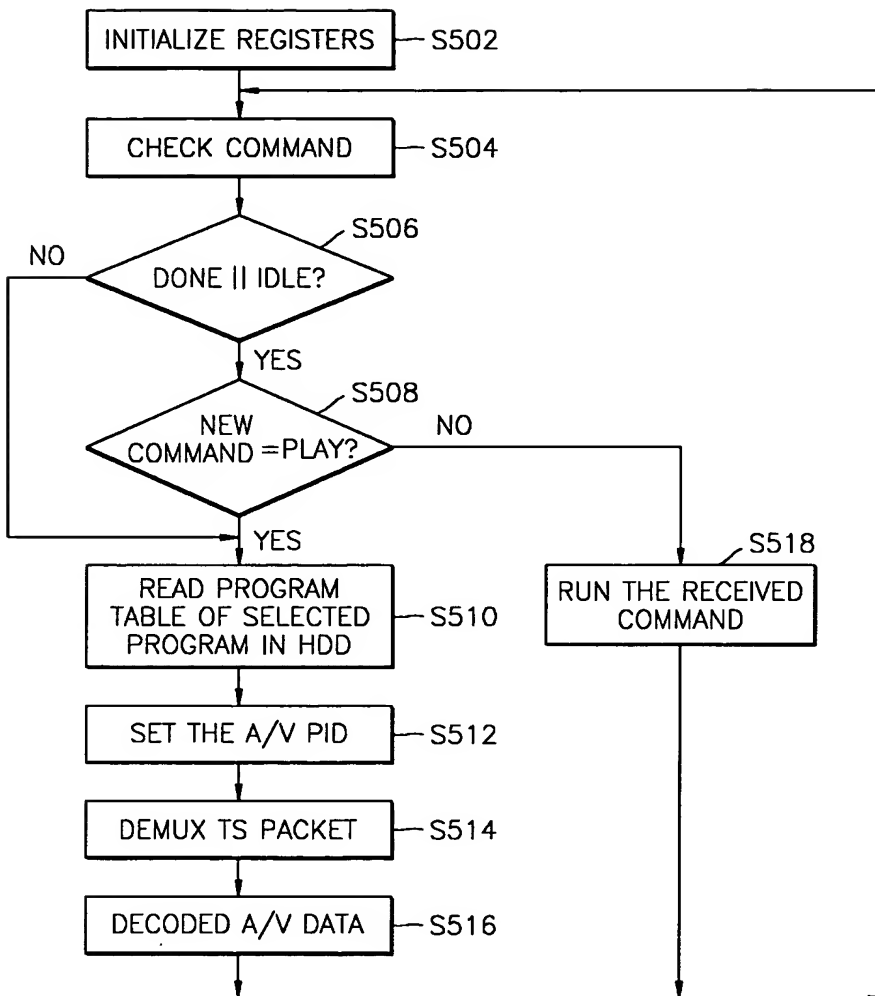 INITIALIZE REGISTERS
S502
CHECK COMMAND
S504
S506
NO
DONE || IDLE?
YES
S508
NEW
COMMAND =PLAY?
NO
YES
S518
READ PROGRAM
TABLE OF SELECTED
PROGRAM IN HDD
S510
RUN THE RECEIVED
COMMAND
SET THE A/V PID
S512
DEMUX TS PACKET
S514
DECODED A/V DATA
S516